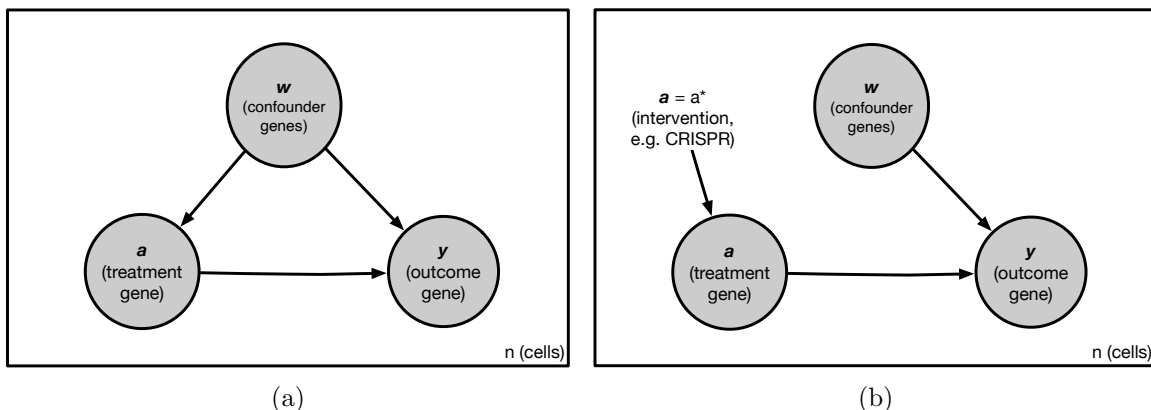 w
(confounder
genes)
a
(treatment
gene)
y
(outcome
gene)
n (cells)
(a)
a = a*
(intervention,
e.g. CRISPR)
w
(confounder
genes)
a
(treatment
gene)
y
(outcome
gene)
n (cells)
(b)